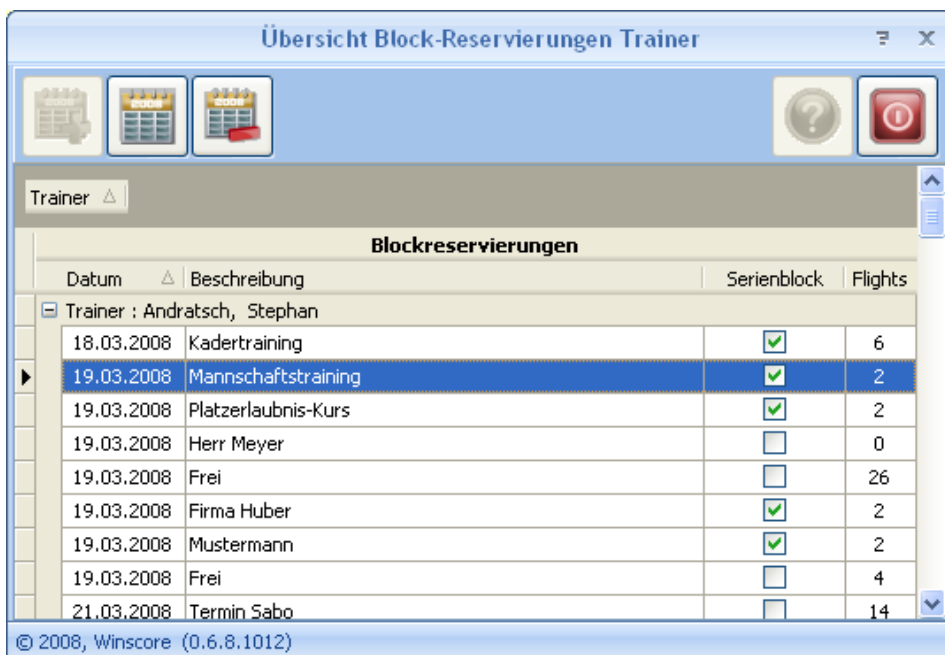 Übersicht Block-Reservierungen Trainer
2008 2008 2008
Trainer
Blockreservierungen
Datum Beschreibung Serienblock Flights
Trainer : Andratsch, Stephan
18.03.2008 Kadertraining 6
19.03.2008 Mannschaftstraining 2
19.03.2008 Platzerlaubnis-Kurs 2
19.03.2008 Herr Meyer 0
19.03.2008 Frei 26
19.03.2008 Firma Huber 2
19.03.2008 Mustermann 2
19.03.2008 Frei 4
21.03.2008 Termin Sabo 14
© 2008, Winscore (0.6.8.1012)